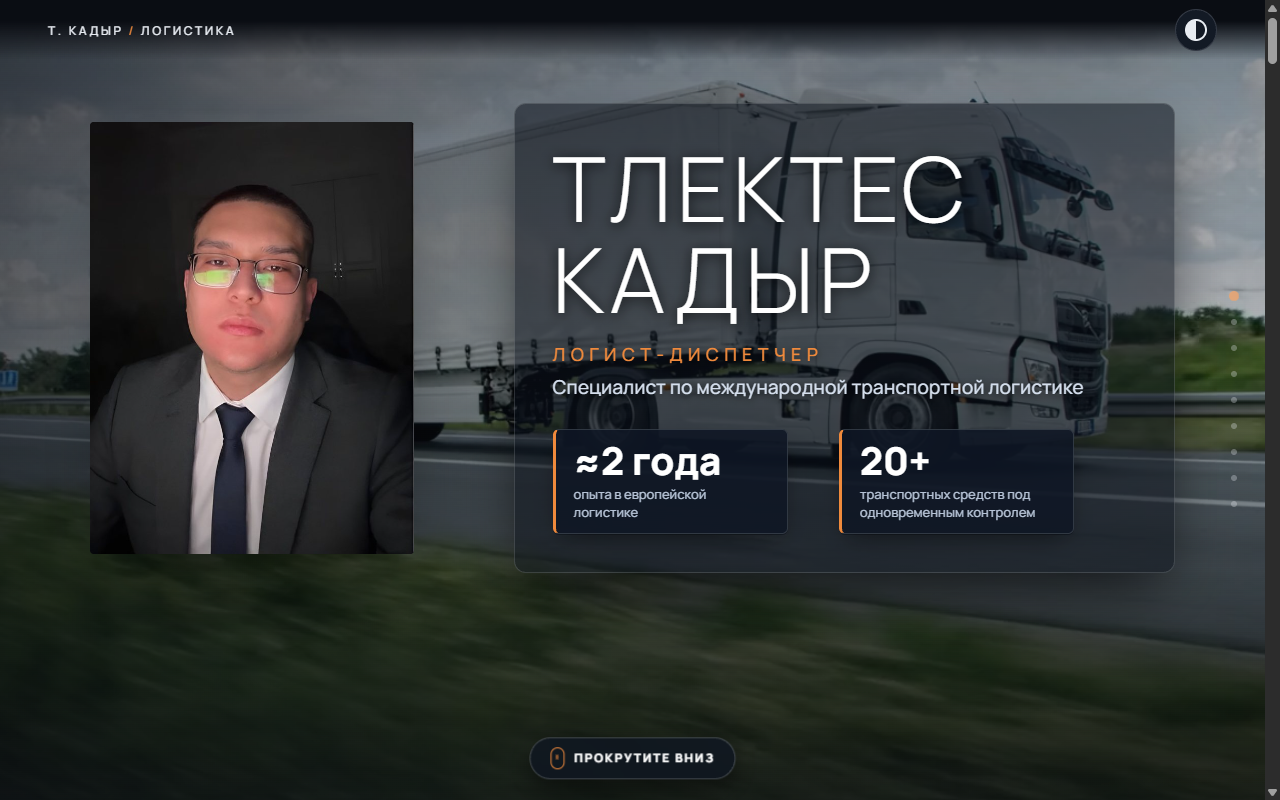 Т. КАДЫР / ЛОГИСТИКА
ТЛЕКТЕС
КАДЫР
ЛОГИСТ-ДИСПЕТЧЕР
Специалист по международной транспортной логистике
≈2 года
опыта в европейской
логистике
20+
транспортных средств под
одновременным контролем
ПРОКРУТИТЕ ВНИЗ